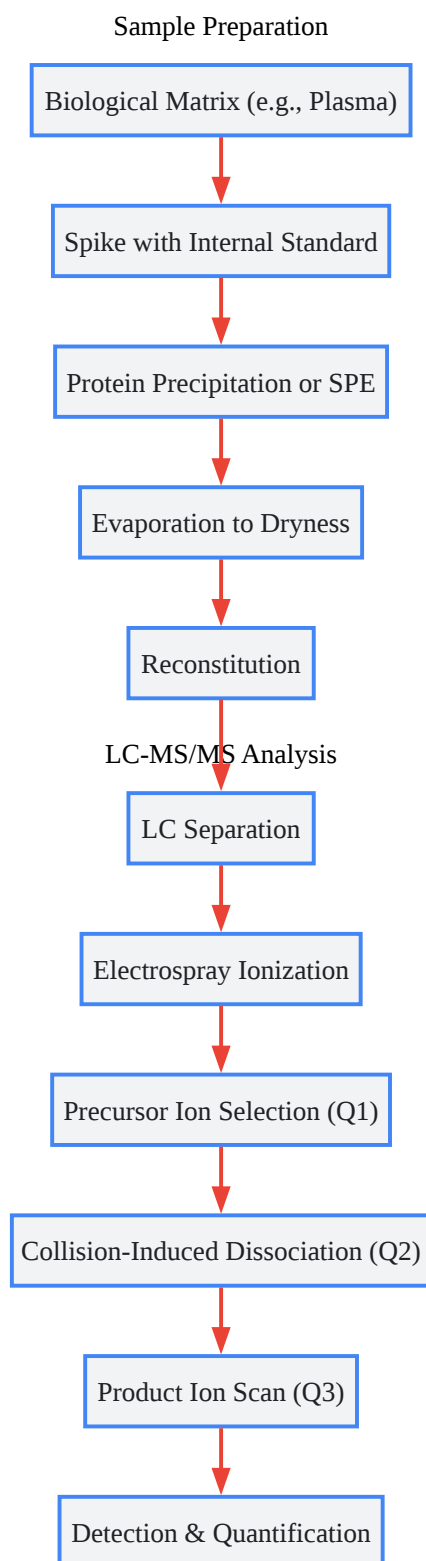 Sample Preparation
Biological Matrix (e.g., Plasma)
Spike with Internal Standard
Protein Precipitation or SPE
Evaporation to Dryness
Reconstitution
LC-MS/MS Analysis
LC Separation
Electrospray Ionization
Precursor Ion Selection (Q1)
Collision-Induced Dissociation (Q2)
Product Ion Scan (Q3)
Detection & Quantification